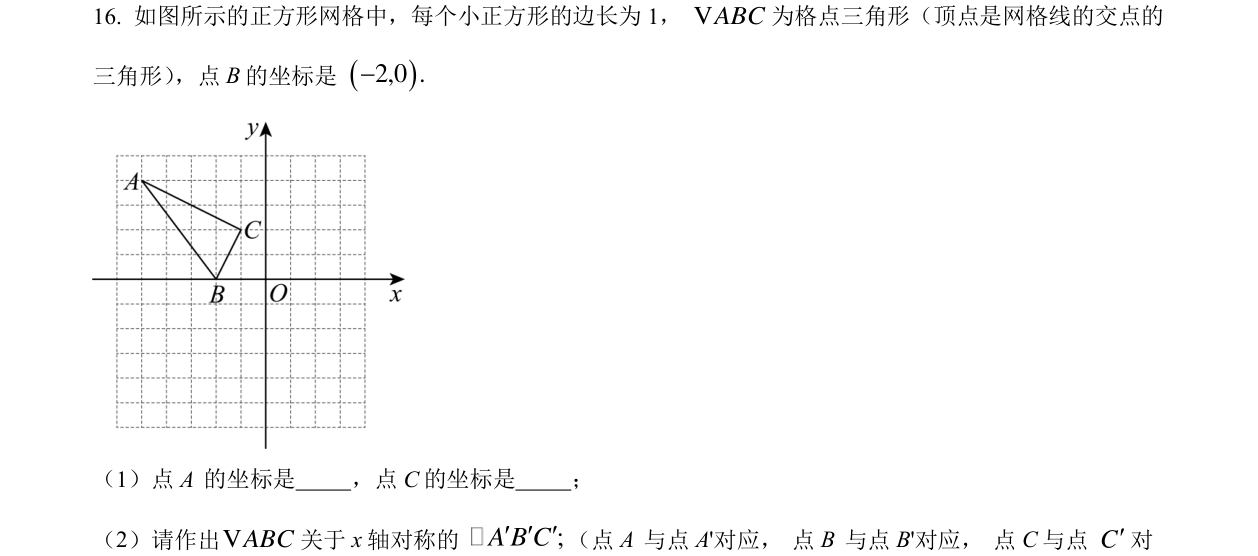 16. 如图所示的正方形网格中，每个小正方形的边长为 1， VABC 为格点三角形（顶点是网格线的交点的
三角形），点 B 的坐标是 (−2,0).
y
A
C
B
O
x
（1）点 A 的坐标是_____，点 C 的坐标是_____；
（2）请作出VABC 关于 x 轴对称的 □A′B′C′;（点 A 与点 A'对应， 点 B 与点 B'对应， 点 C 与点 C′ 对